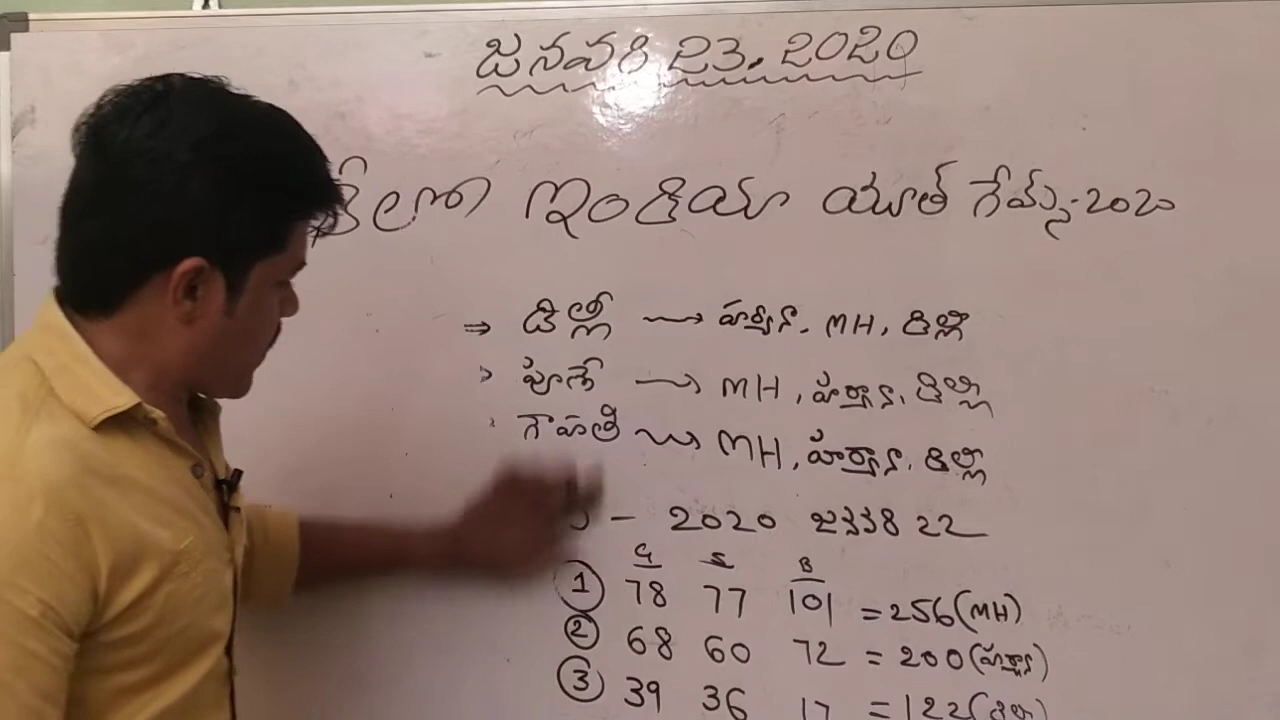 జనవరి 23, 2020
ఖేలో ఇండియా యూత్ గేమ్స్-2020
⇒ ఢిల్లీ → హర్యానా, MH, ఢిల్లీ
పూణే → MH, హర్యానా, ఢిల్లీ
గౌహతి → MH, హర్యానా, ఢిల్లీ
- 2020 జనవరి 22
G S B
① 78 77 101 = 256 (MH)
② 68 60 72 = 200 (హర్యానా)
③ 39 36 17 = 122 (ఢిల్లీ)